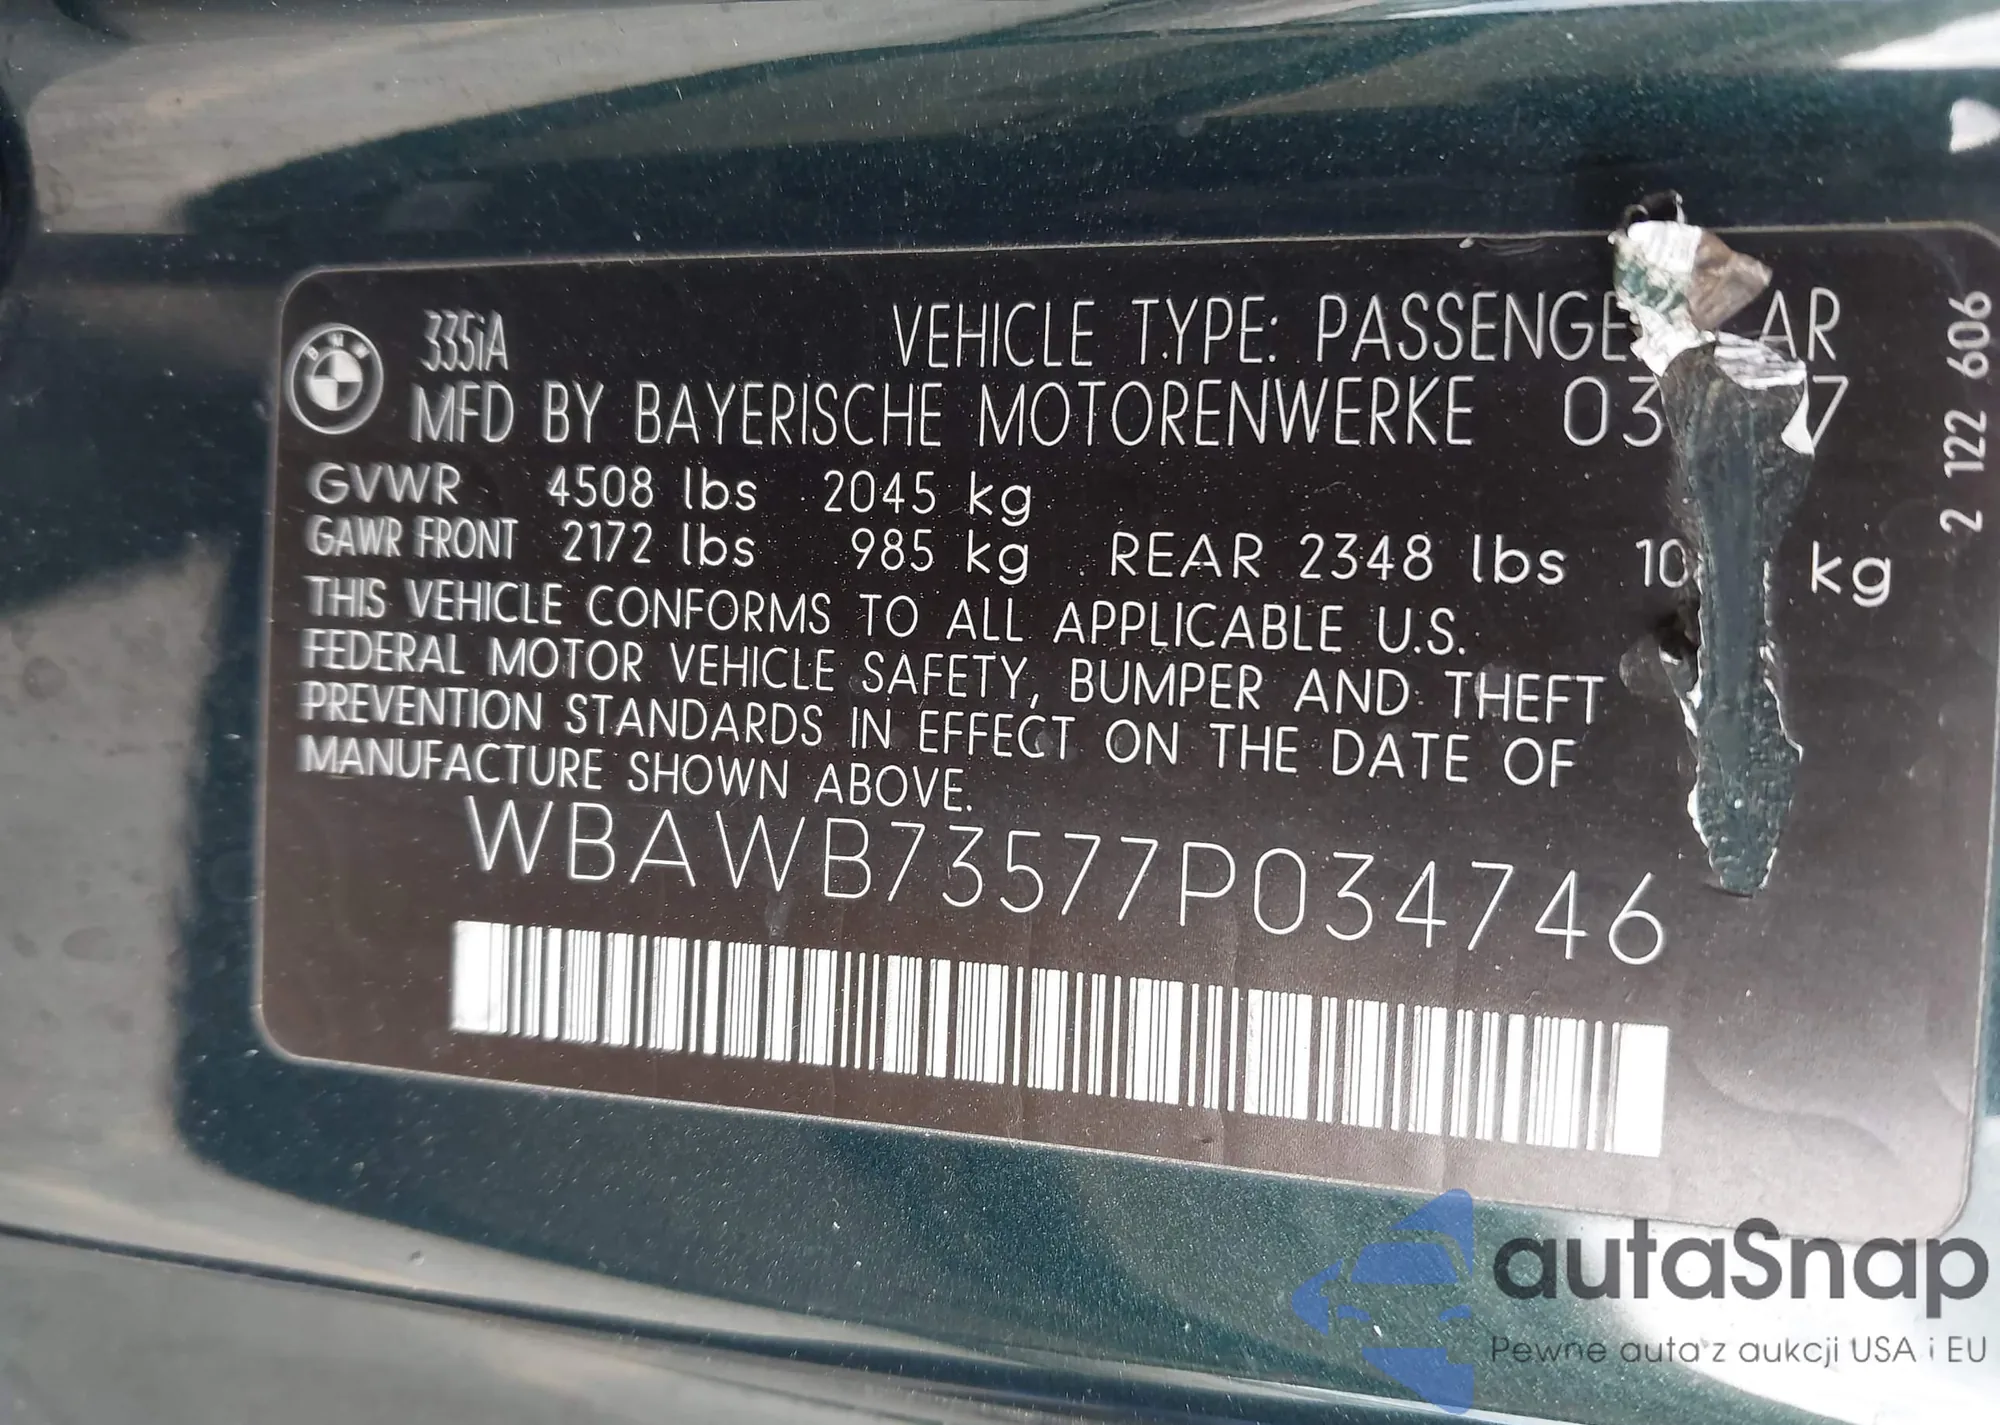 335iA VEHICLE TYPE: PASSENGE AR
MFD BY BAYERISCHE MOTORENWERKE 03 7
GVWR 4508 lbs 2045 kg
GAWR FRONT 2172 lbs 985 kg REAR 2348 lbs 10 kg
THIS VEHICLE CONFORMS TO ALL APPLICABLE U.S.
FEDERAL MOTOR VEHICLE SAFETY, BUMPER AND THEFT
PREVENTION STANDARDS IN EFFECT ON THE DATE OF
MANUFACTURE SHOWN ABOVE.
WBAWB73577P034746
2 122 606
BMW
autaSnap
Pewne auta z aukcji USA i EU